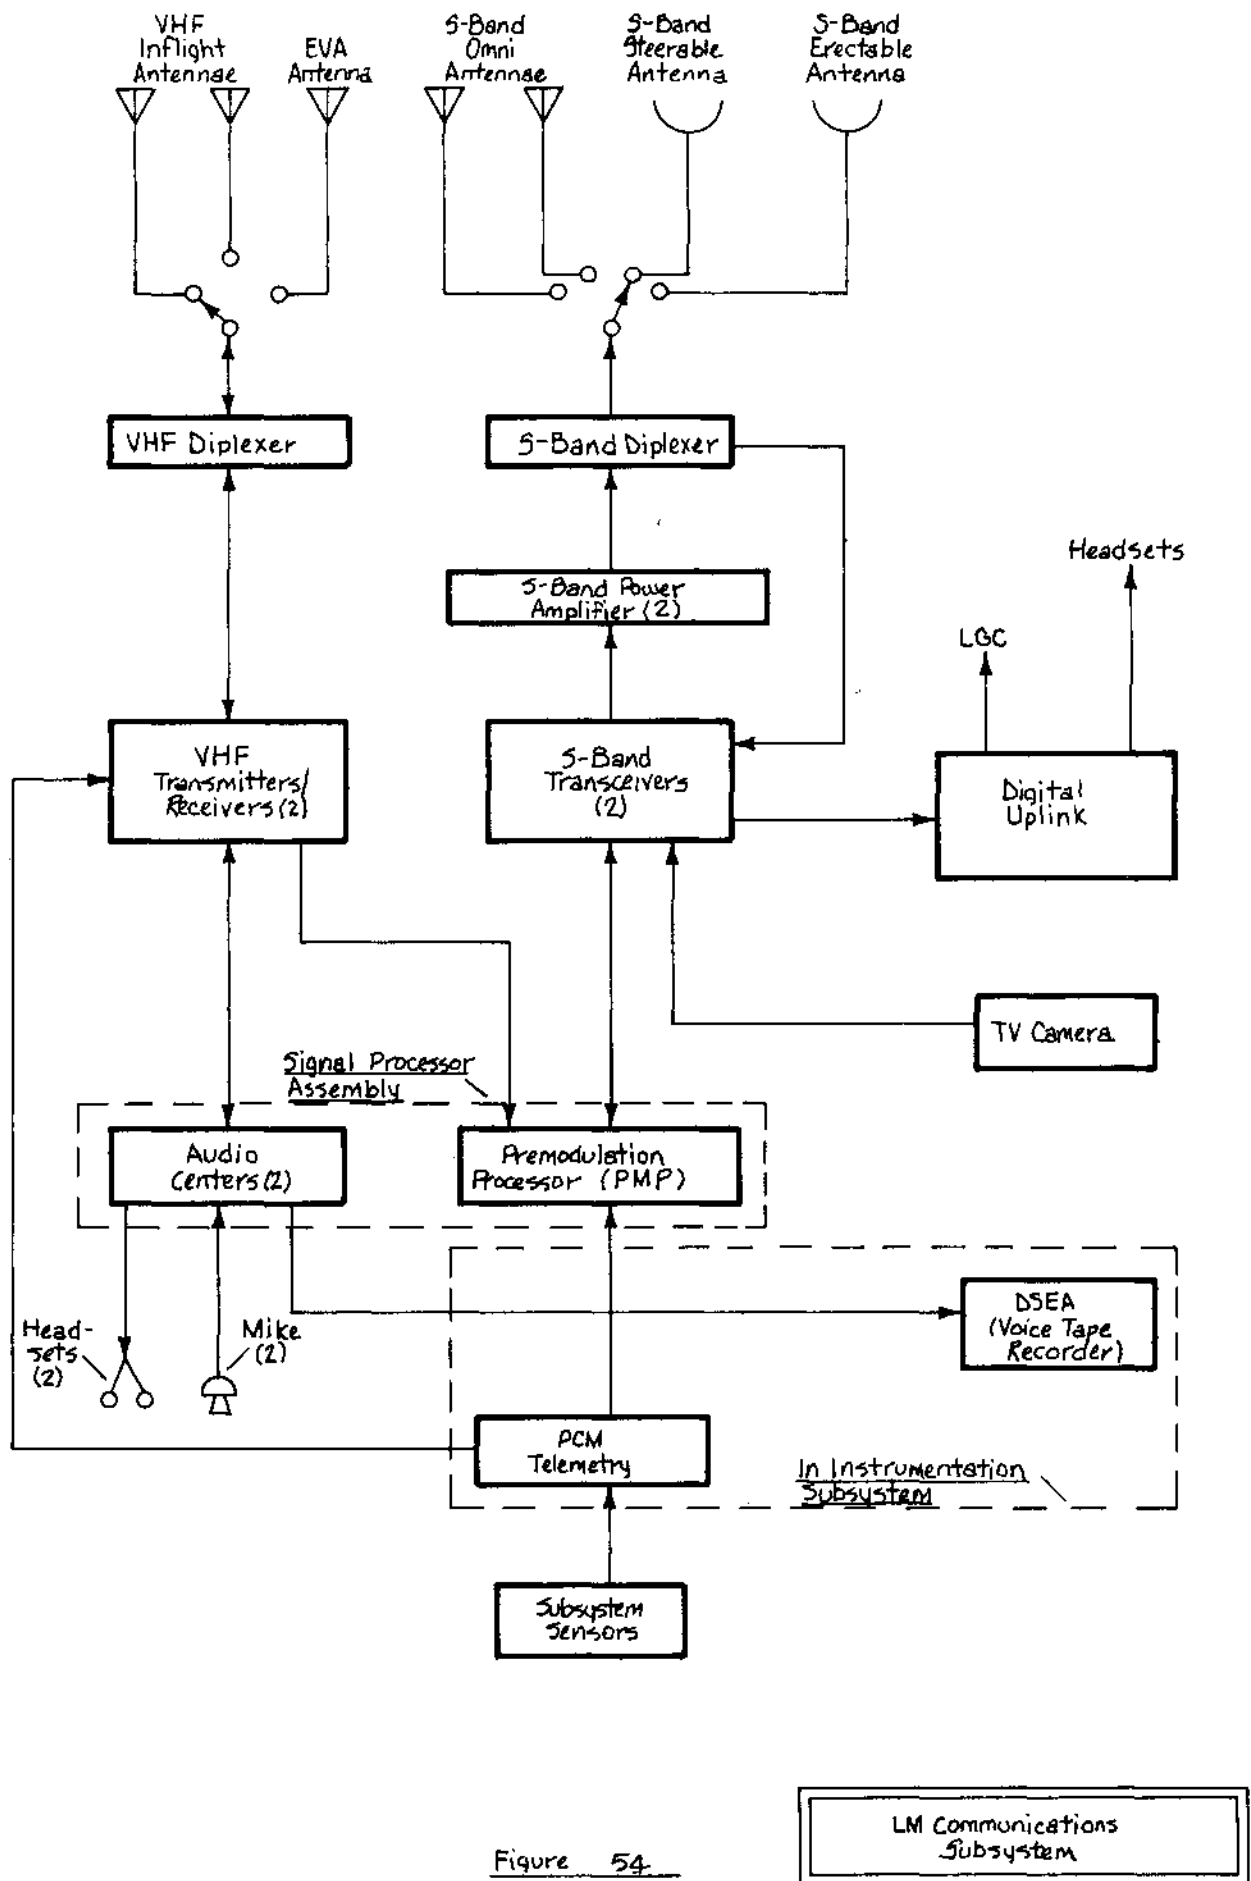 VHF
Inflight
Antennae
EVA
Antenna
S-Band
Omni
Antennae
S-Band
Steerable
Antenna
S-Band
Erectable
Antenna
VHF Diplexer
S-Band Diplexer
Headsets
S-Band Power
Amplifier (2)
LGC
VHF
Transmitters/
Receivers (2)
S-Band
Transceivers
(2)
Digital
Uplink
TV Camera
Signal Processor
Assembly
Audio
Centers (2)
Premodulation
Processor (PMP)
Head-
sets
(2)
Mike
(2)
DSEA
(Voice Tape
Recorder)
PCM
Telemetry
In Instrumentation
Subsystem
Subsystem
Sensors
LM Communications
Subsystem
Figure 54